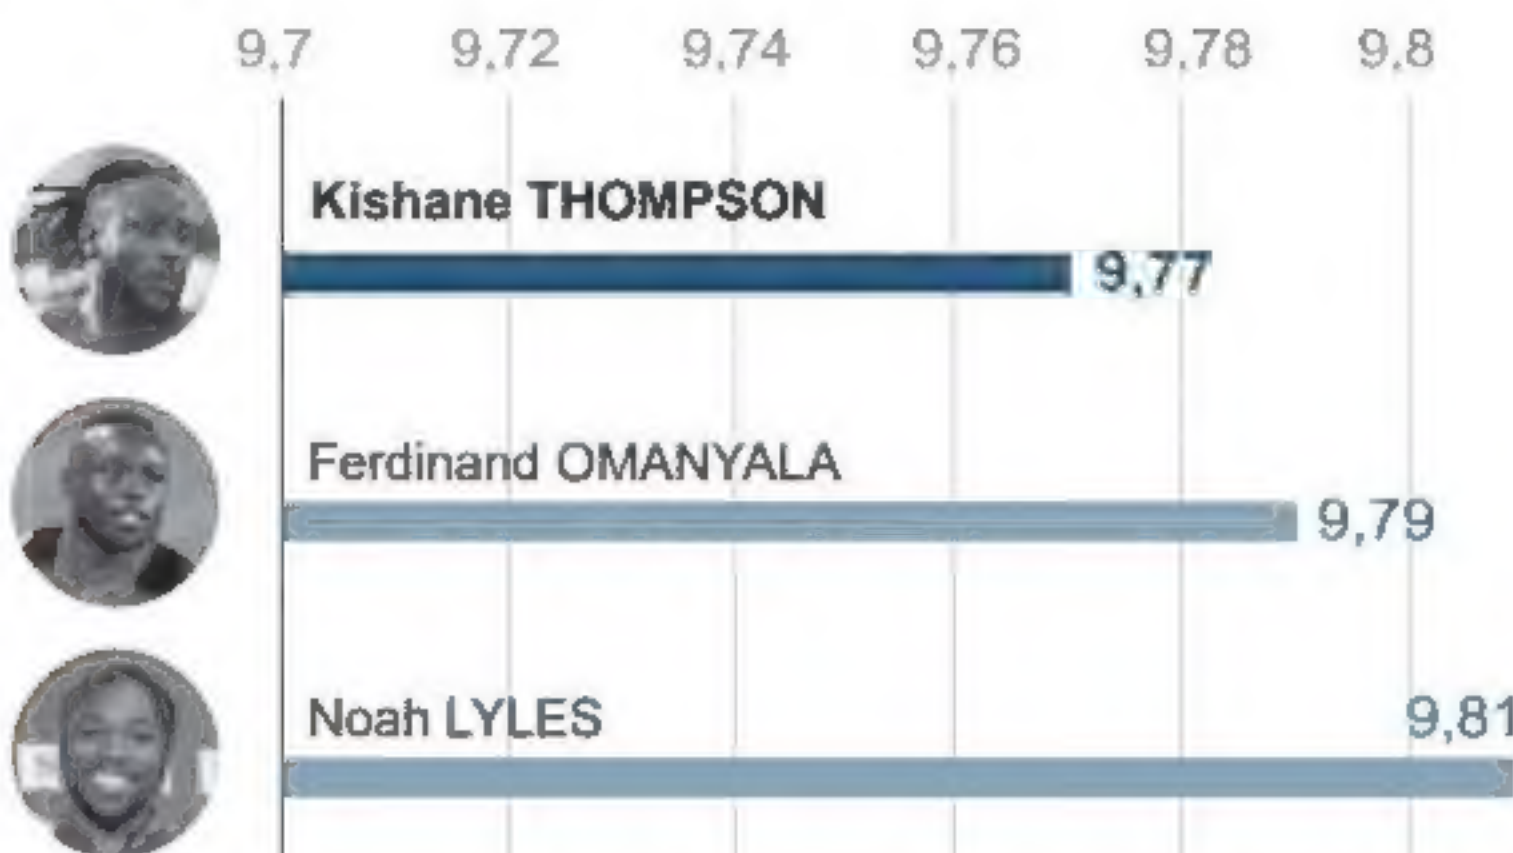 9,7 9,72 9,74 9,76 9,78 9,8
Kishane THOMPSON
9,77
Ferdinand OMANYALA
9,79
Noah LYLES
9,81